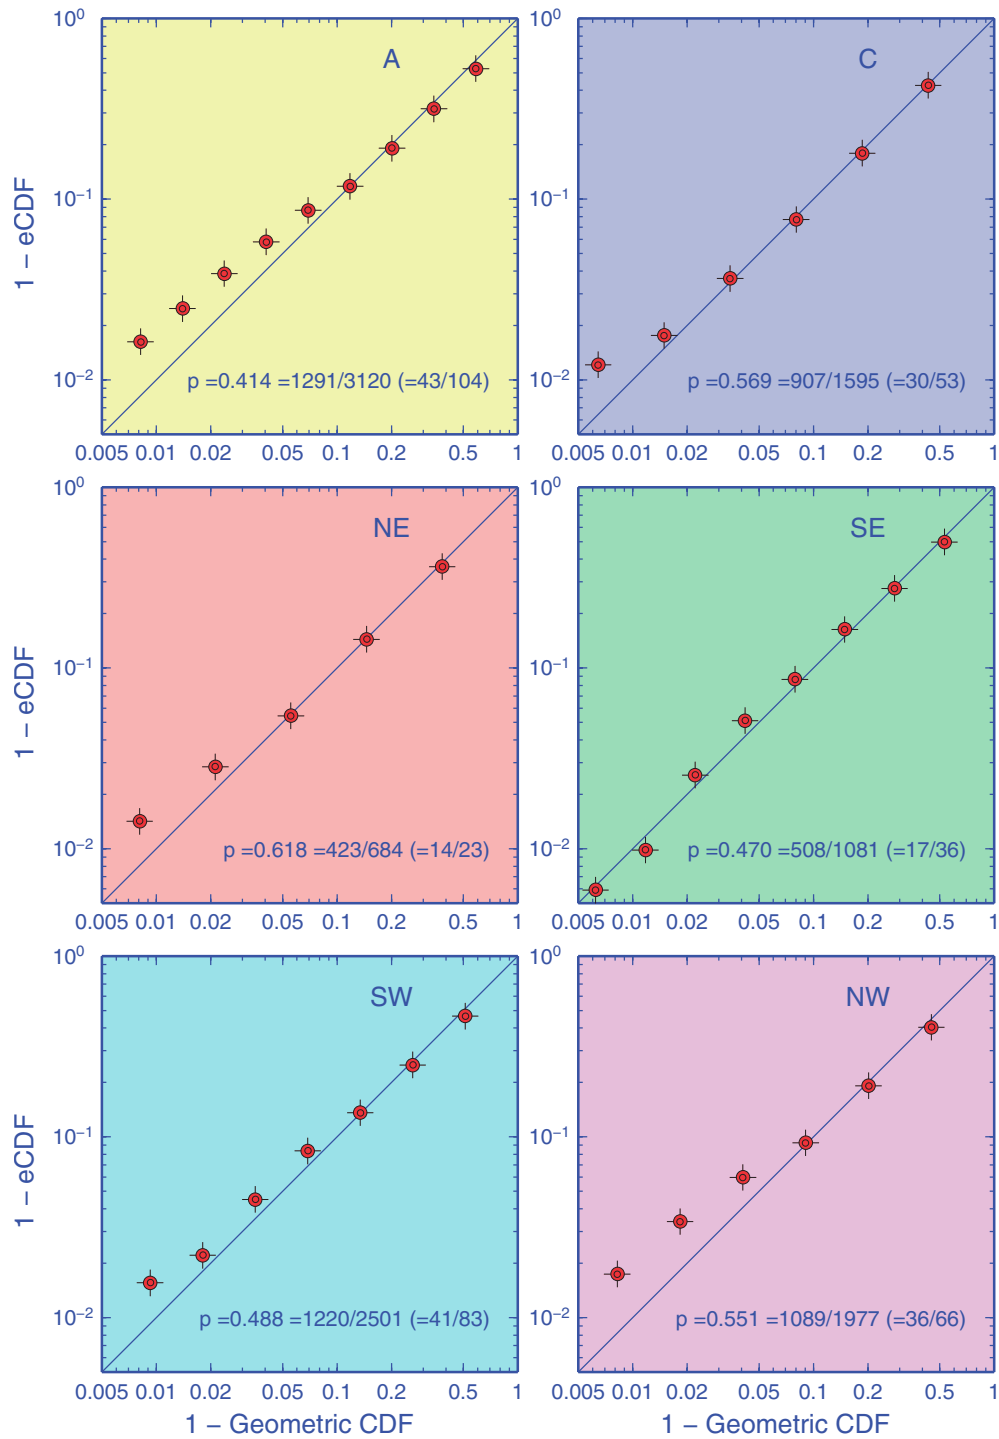 10⁰
10⁻¹
10⁻²
1 − eCDF
A
p =0.414 =1291/3120 (=43/104)
0.005 0.01 0.02 0.05 0.1 0.2 0.5 1
10⁰
10⁻¹
10⁻²
C
p =0.569 =907/1595 (=30/53)
0.005 0.01 0.02 0.05 0.1 0.2 0.5 1
10⁰
10⁻¹
10⁻²
1 − eCDF
NE
p =0.618 =423/684 (=14/23)
0.005 0.01 0.02 0.05 0.1 0.2 0.5 1
10⁰
10⁻¹
10⁻²
SE
p =0.470 =508/1081 (=17/36)
0.005 0.01 0.02 0.05 0.1 0.2 0.5 1
10⁰
10⁻¹
10⁻²
1 − eCDF
SW
p =0.488 =1220/2501 (=41/83)
0.005 0.01 0.02 0.05 0.1 0.2 0.5 1
1 − Geometric CDF
10⁰
10⁻¹
10⁻²
NW
p =0.551 =1089/1977 (=36/66)
0.005 0.01 0.02 0.05 0.1 0.2 0.5 1
1 − Geometric CDF